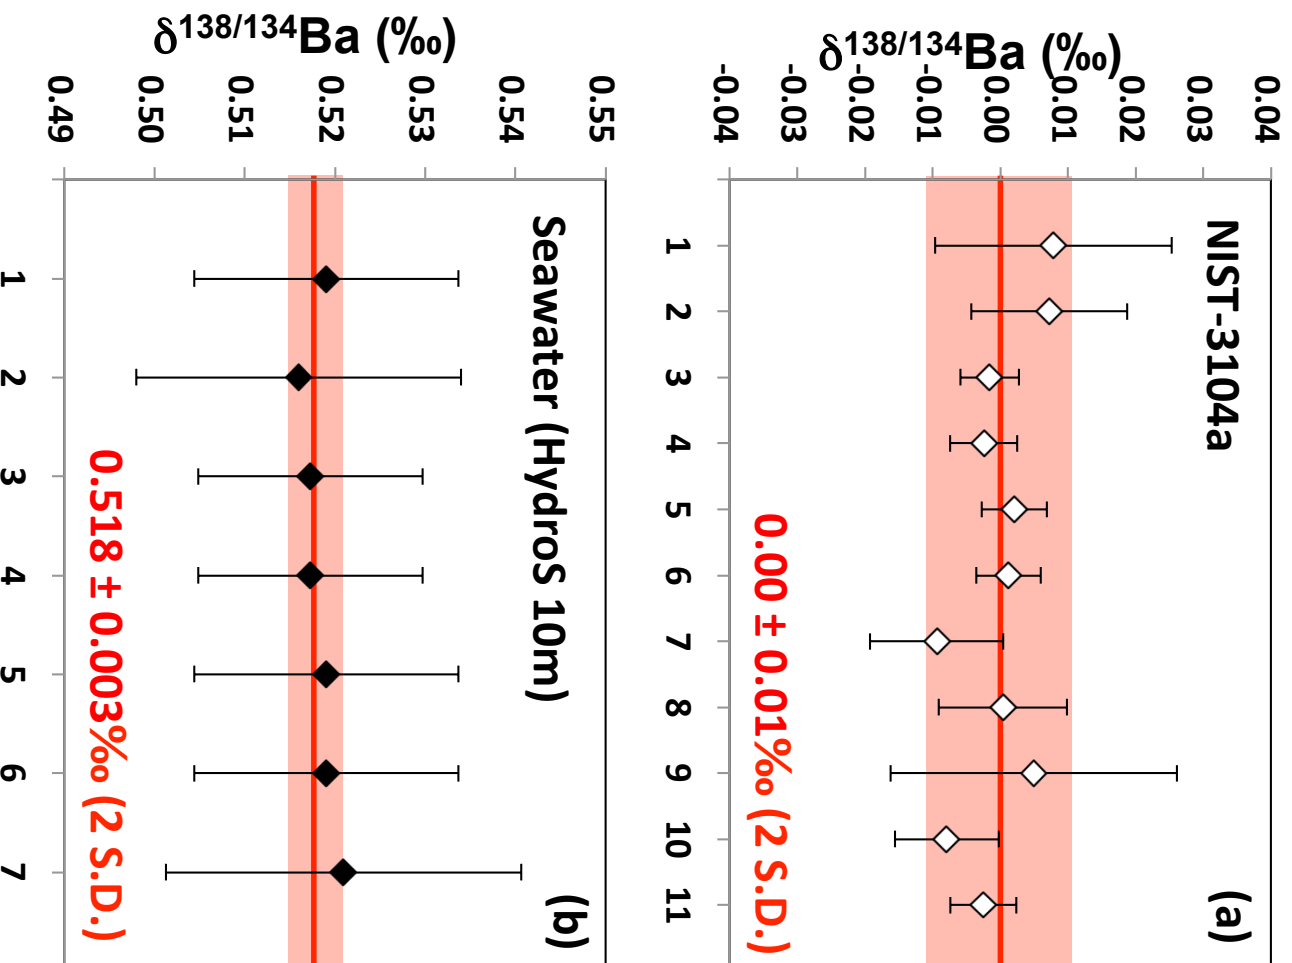 δ138/134Ba (‰)
0.04
0.03
0.02
0.01
0.00
-0.01
-0.02
-0.03
-0.04
NIST-3104a
(a)
0.00 ± 0.01‰ (2 S.D.)
1 2 3 4 5 6 7 8 9 10 11
δ138/134Ba (‰)
0.55
0.54
0.53
0.52
0.51
0.50
0.49
Seawater (HydroS 10m)
(b)
0.518 ± 0.003‰ (2 S.D.)
1 2 3 4 5 6 7